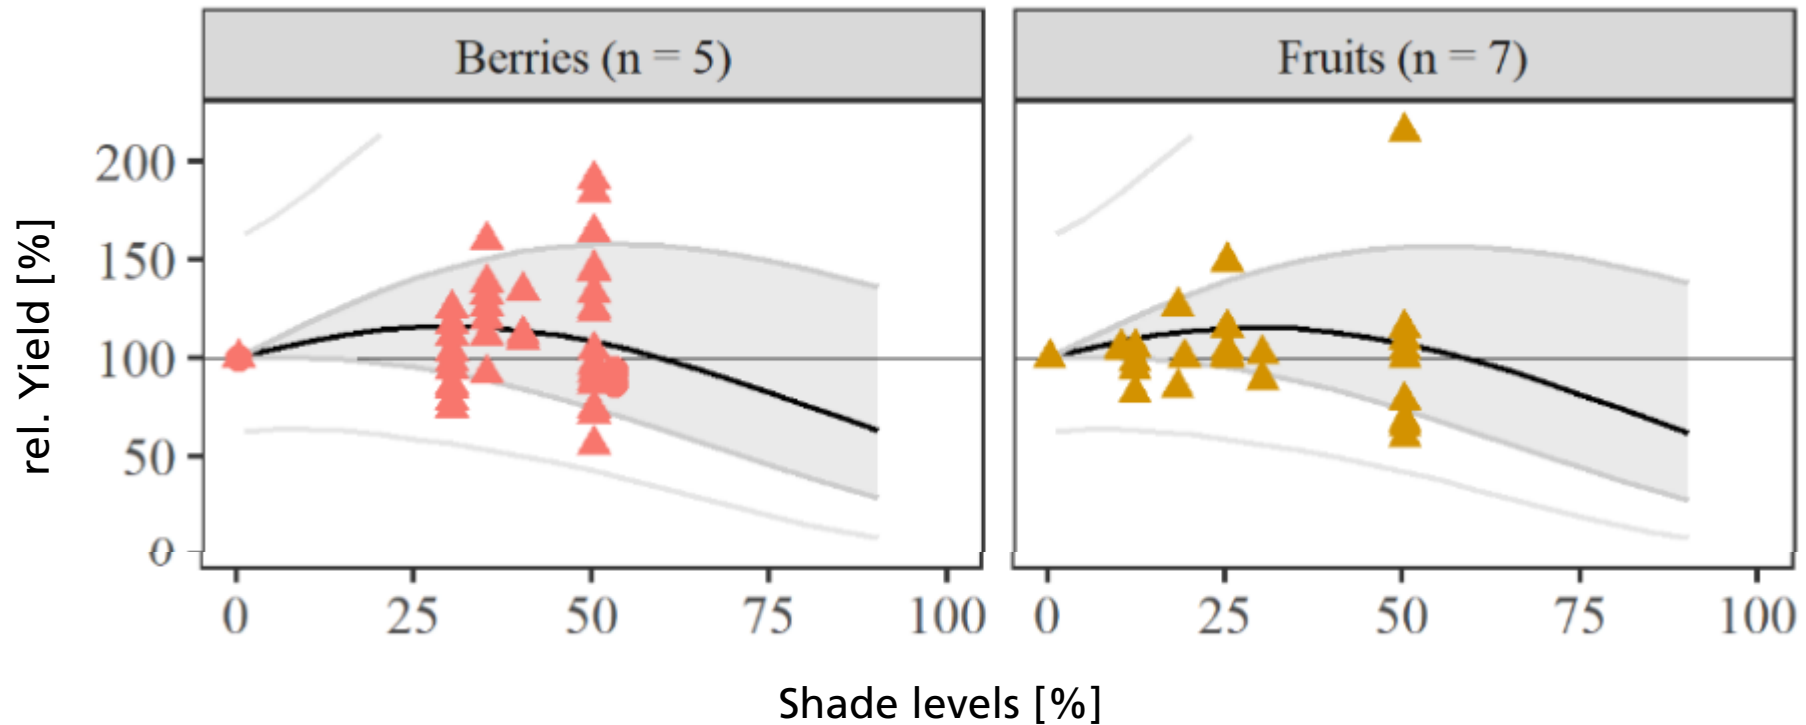 Berries (n = 5)
Fruits (n = 7)
rel. Yield [%]
200
150
100
50
0
0 25 50 75 100
0 25 50 75 100
Shade levels [%]